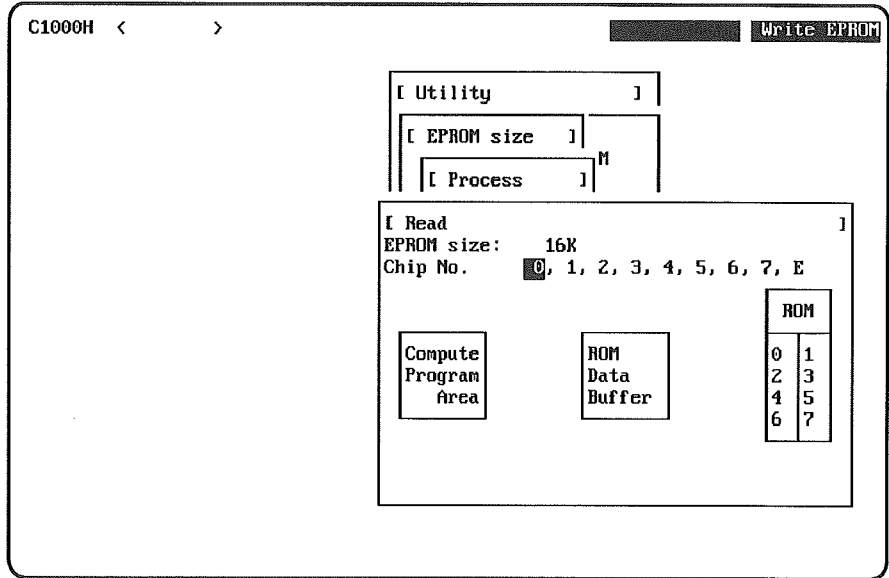 C1000H < > Write EPROM
[ Utility ]
[ EPROM size ]
M
[ Process ]
[ Read ]
EPROM size: 16K
Chip No. 0, 1, 2, 3, 4, 5, 6, 7, E
ROM
Compute ROM 0 1
Program Data 2 3
Area Buffer 4 5
6 7